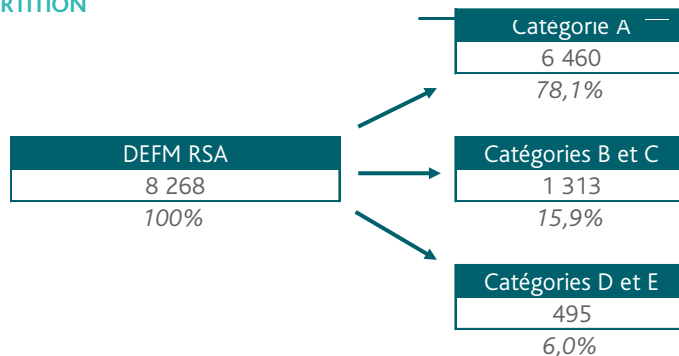 Catégorie A
6 460
78,1%
DEFM RSA
8 268
100%
Catégories B et C
1 313
15,9%
Catégories D et E
495
6,0%